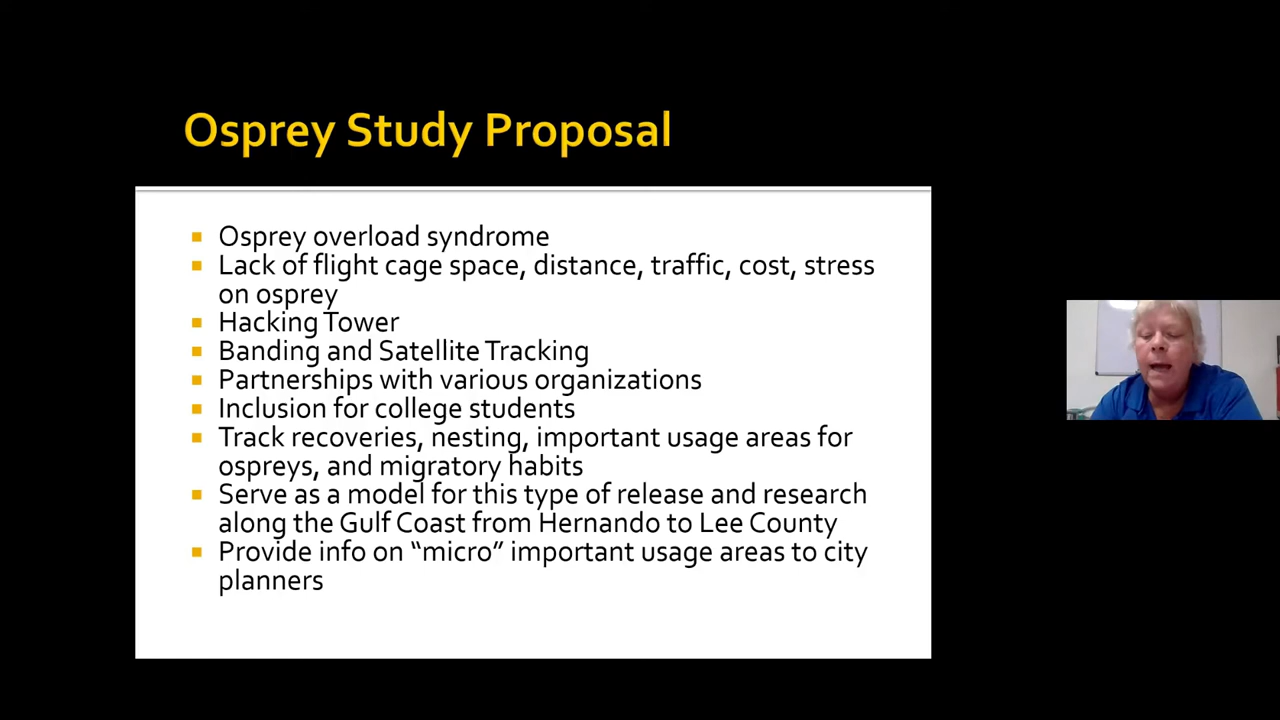 Osprey Study Proposal
Osprey overload syndrome
Lack of flight cage space, distance, traffic, cost, stress
on osprey
Hacking Tower
Banding and Satellite Tracking
Partnerships with various organizations
Inclusion for college students
Track recoveries, nesting, important usage areas for
ospreys, and migratory habits
Serve as a model for this type of release and research
along the Gulf Coast from Hernando to Lee County
Provide info on “micro” important usage areas to city
planners